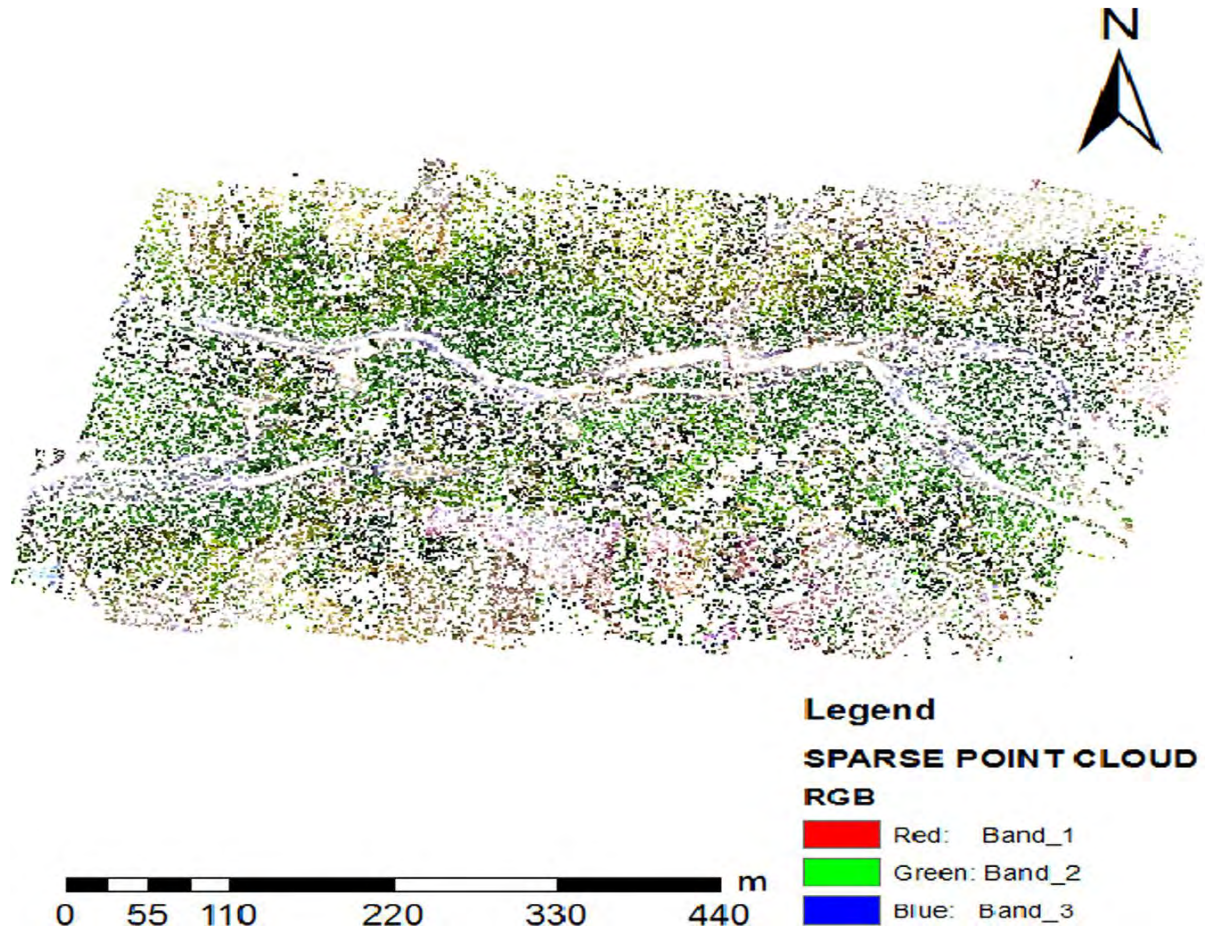 N
Legend
SPARSE POINT CLOUD
RGB
Red: Band_1
Green: Band_2
Blue: Band_3
m
0 55 110 220 330 440